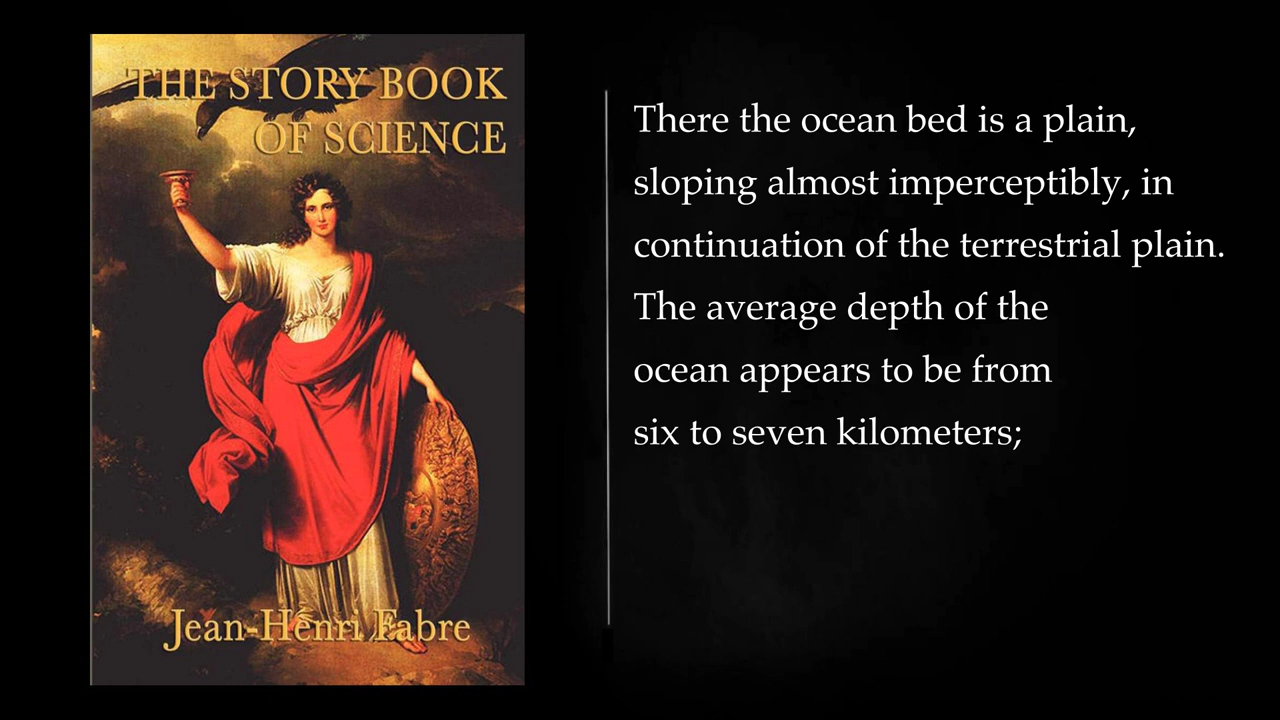 THE STORY BOOK
OF SCIENCE
Jean-Henri Fabre
There the ocean bed is a plain,
sloping almost imperceptibly, in
continuation of the terrestrial plain.
The average depth of the
ocean appears to be from
six to seven kilometers;